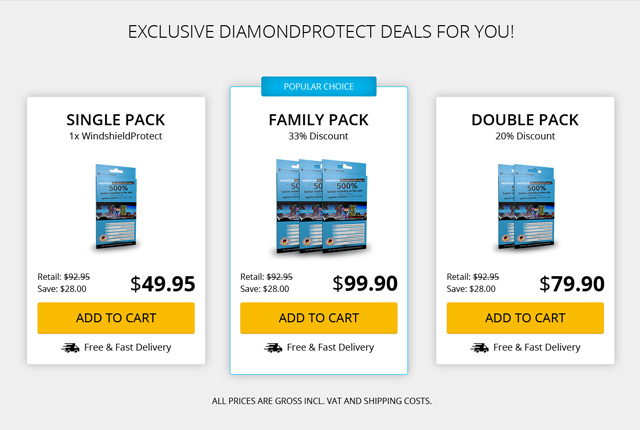 EXCLUSIVE DIAMONDPROTECT DEALS FOR YOU!
SINGLE PACK
1x WindshieldProtect
500%
Retail: $92.95
Save: $28.00
$49.95
ADD TO CART
Free & Fast Delivery
POPULAR CHOICE
FAMILY PACK
33% Discount
500%
Retail: $92.95
Save: $28.00
$99.90
ADD TO CART
Free & Fast Delivery
DOUBLE PACK
20% Discount
500%
Retail: $92.95
Save: $28.00
$79.90
ADD TO CART
Free & Fast Delivery
ALL PRICES ARE GROSS INCL. VAT AND SHIPPING COSTS.